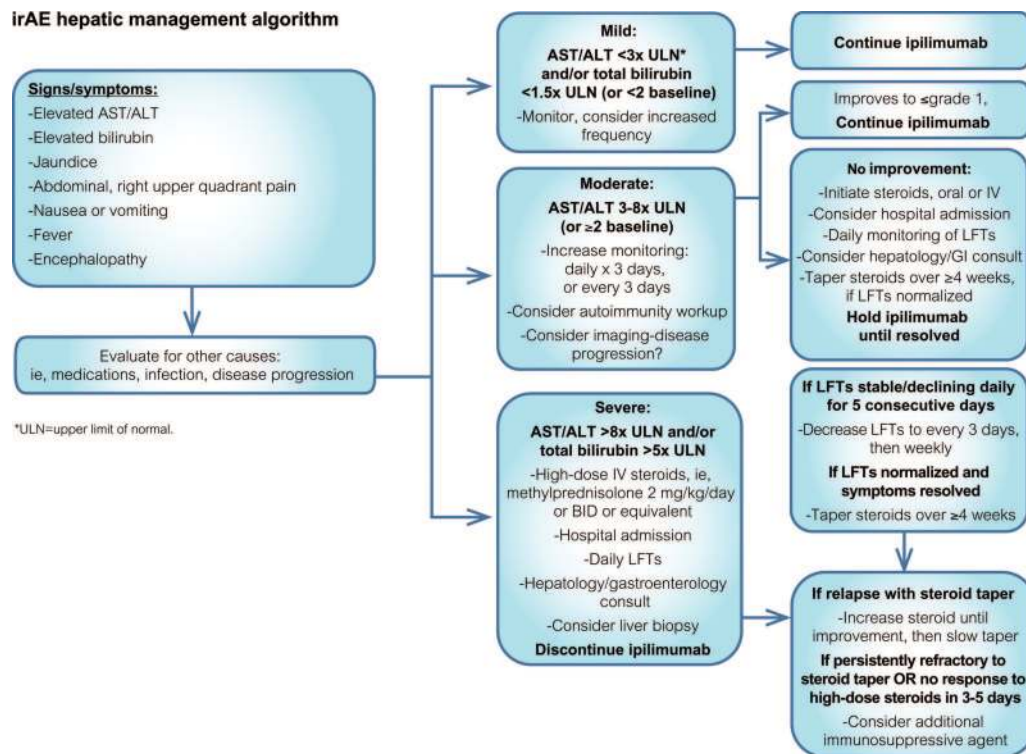 irAE hepatic management algorithm
Signs/symptoms:
-Elevated AST/ALT
-Elevated bilirubin
-Jaundice
-Abdominal, right upper quadrant pain
-Nausea or vomiting
-Fever
-Encephalopathy
Evaluate for other causes:
ie, medications, infection, disease progression
*ULN=upper limit of normal.
Mild:
AST/ALT <3x ULN*
and/or total bilirubin
<1.5x ULN (or <2 baseline)
-Monitor, consider increased
frequency
Moderate:
AST/ALT 3-8x ULN
(or ≥2 baseline)
-Increase monitoring:
daily x 3 days,
or every 3 days
-Consider autoimmunity workup
-Consider imaging-disease
progression?
Severe:
AST/ALT >8x ULN and/or
total bilirubin >5x ULN
-High-dose IV steroids, ie,
methylprednisolone 2 mg/kg/day
or BID or equivalent
-Hospital admission
-Daily LFTs
-Hepatology/gastroenterology
consult
-Consider liver biopsy
Discontinue ipilimumab
Continue ipilimumab
Improves to ≤grade 1,
Continue ipilimumab
No improvement:
-Initiate steroids, oral or IV
-Consider hospital admission
-Daily monitoring of LFTs
-Consider hepatology/GI consult
-Taper steroids over ≥4 weeks,
if LFTs normalized
Hold ipilimumab
until resolved
If LFTs stable/declining daily
for 5 consecutive days
-Decrease LFTs to every 3 days,
then weekly
If LFTs normalized and
symptoms resolved
-Taper steroids over ≥4 weeks
If relapse with steroid taper
-Increase steroid until
improvement, then slow taper
If persistently refractory to
steroid taper OR no response to
high-dose steroids in 3-5 days
-Consider additional
immunosuppressive agent